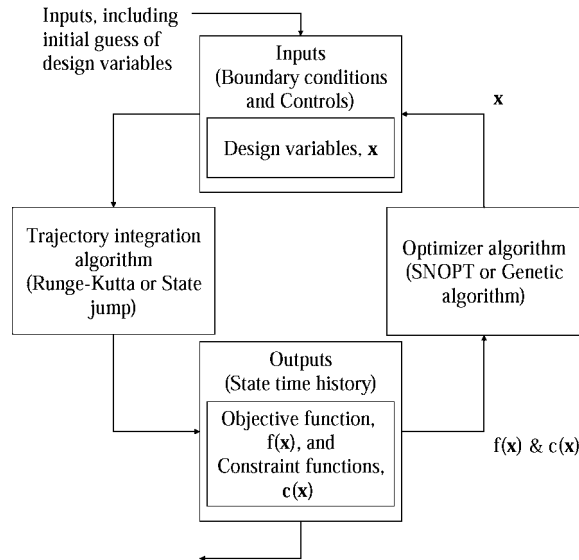 Inputs, including
initial guess of
design variables
Inputs
(Boundary conditions
and Controls)
Design variables, x
x
Trajectory integration
algorithm
(Runge-Kutta or State
jump)
Optimizer algorithm
(SNOPT or Genetic
algorithm)
Outputs
(State time history)
Objective function,
f(x), and
Constraint functions,
c(x)
f(x) & c(x)